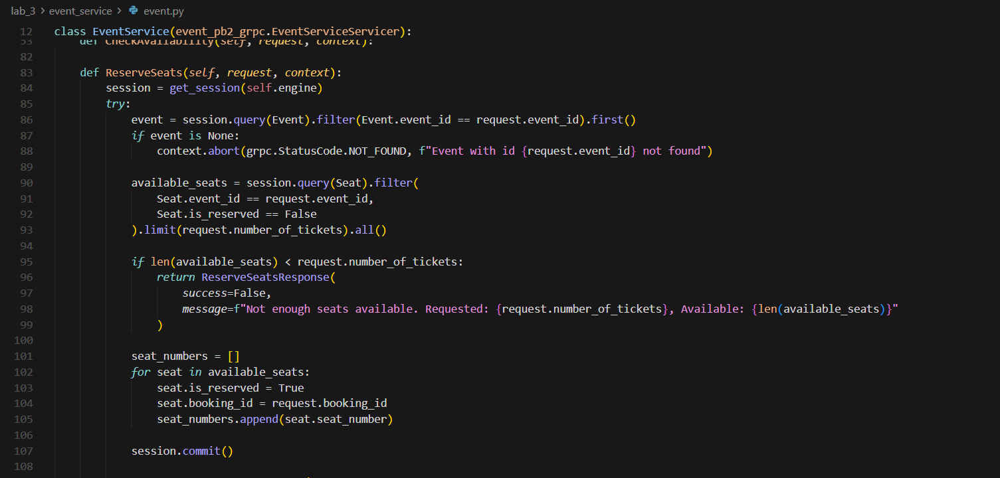 lab_3 > event_service > event.py
12 class EventService(event_pb2_grpc.EventServiceServicer):
53     def CheckAvailability(self, request, context):
82
83     def ReserveSeats(self, request, context):
84         session = get_session(self.engine)
85         try:
86             event = session.query(Event).filter(Event.event_id == request.event_id).first()
87             if event is None:
88                 context.abort(grpc.StatusCode.NOT_FOUND, f"Event with id {request.event_id} not found")
89
90             available_seats = session.query(Seat).filter(
91                 Seat.event_id == request.event_id,
92                 Seat.is_reserved == False
93             ).limit(request.number_of_tickets).all()
94
95             if len(available_seats) < request.number_of_tickets:
96                 return ReserveSeatsResponse(
97                     success=False,
98                     message=f"Not enough seats available. Requested: {request.number_of_tickets}, Available: {len(available_seats)}"
99                 )
100
101             seat_numbers = []
102             for seat in available_seats:
103                 seat.is_reserved = True
104                 seat.booking_id = request.booking_id
105                 seat_numbers.append(seat.seat_number)
106
107             session.commit()
108